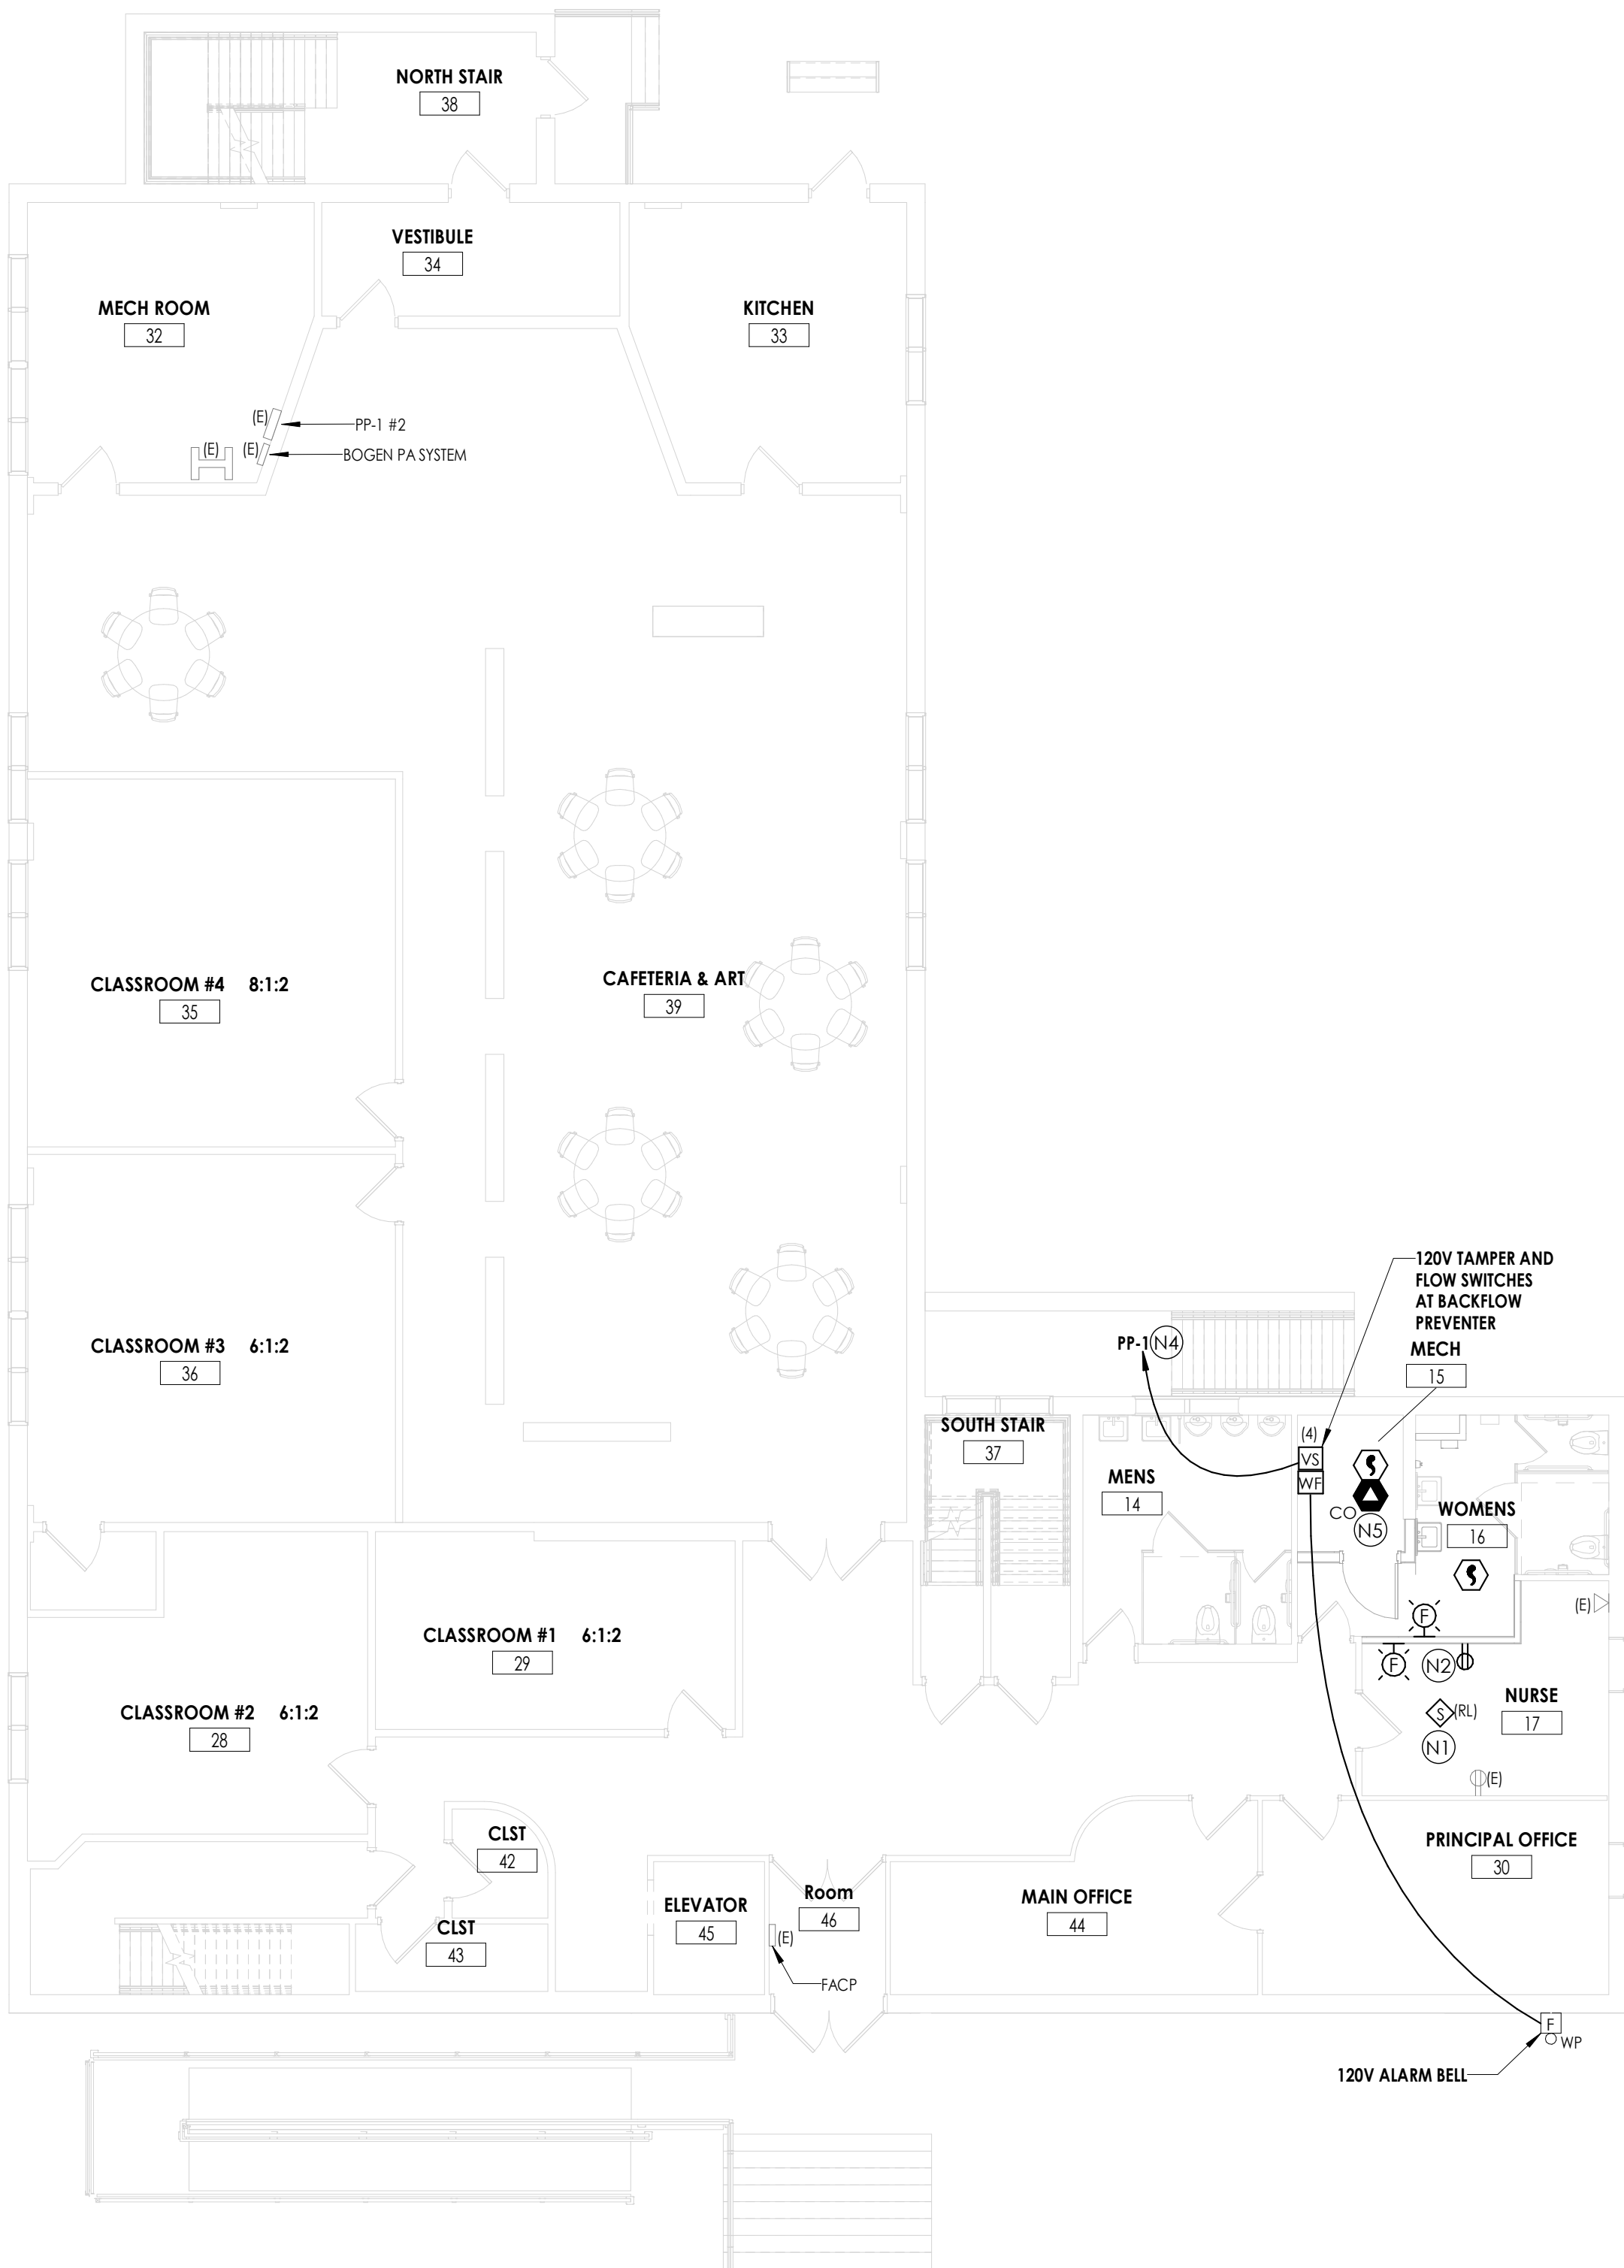 NORTH STAIR
38
VESTIBULE
34
MECH ROOM
32
KITCHEN
33
(E)
PP-1 #2
(E)
(E)
BOGEN PA SYSTEM
CLASSROOM #4 8:1:2
35
CAFETERIA & ART
39
120V TAMPER AND
FLOW SWITCHES
AT BACKFLOW
PREVENTER
PP-1
N4
MECH
15
CLASSROOM #3 6:1:2
36
SOUTH STAIR
37
(4)
VS
WF
MENS
14
S
CO
N5
WOMENS
16
S
(E)
F
F
N2
CLASSROOM #1 6:1:2
29
NURSE
17
S
(RL)
N1
CLASSROOM #2 6:1:2
28
(E)
CLST
42
PRINCIPAL OFFICE
30
ELEVATOR
45
Room
46
MAIN OFFICE
44
CLST
43
(E)
FACP
F
WP
120V ALARM BELL